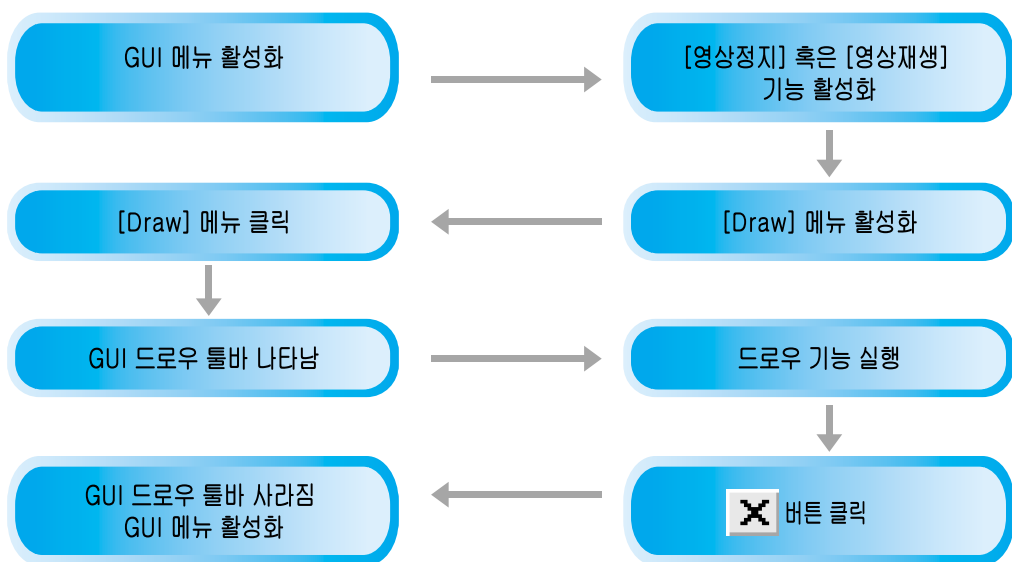 GUI 메뉴 활성화
[영상정지] 혹은 [영상재생]
기능 활성화
[Draw] 메뉴 활성화
[Draw] 메뉴 클릭
GUI 드로우 툴바 나타남
드로우 기능 실행
버튼 클릭
GUI 드로우 툴바 사라짐
GUI 메뉴 활성화